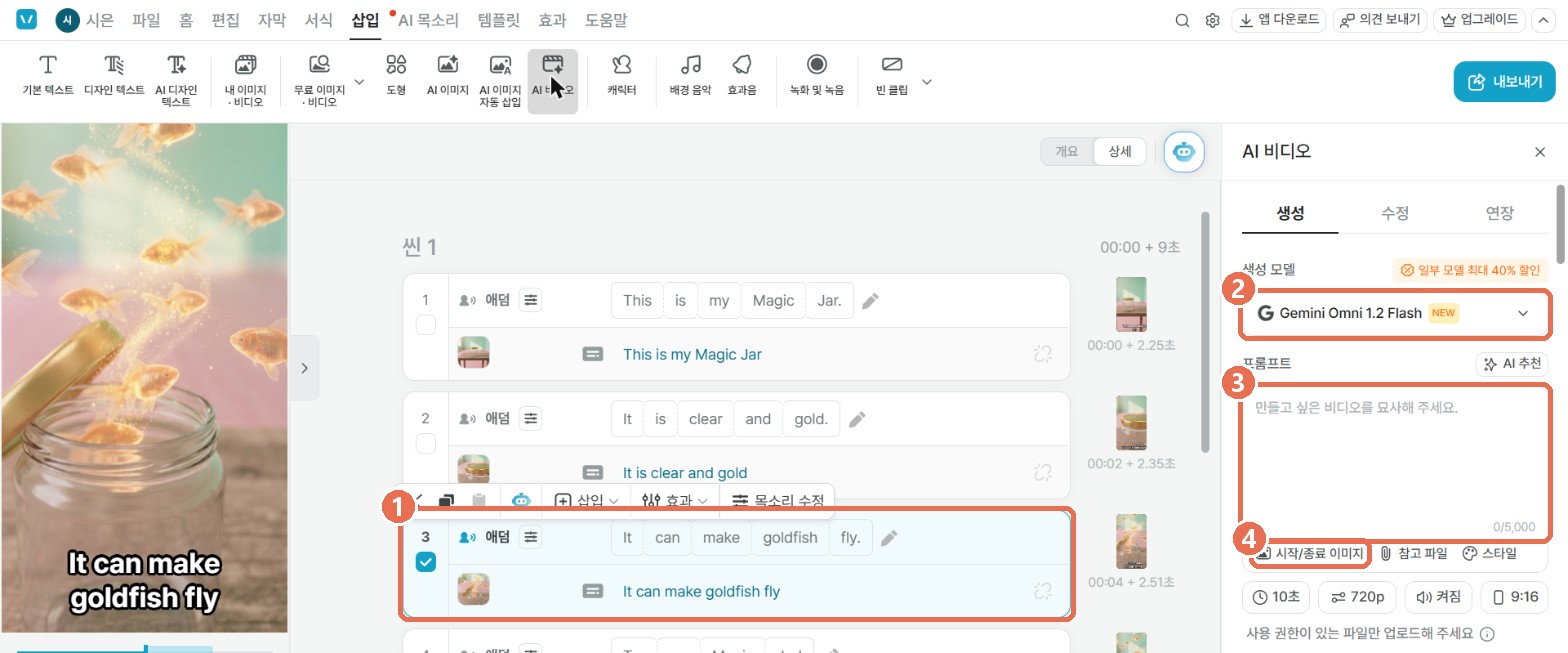 시 시은 파일 홈 편집 자막 서식 삽입 AI 목소리 템플릿 효과 도움말
앱 다운로드 의견 보내기 업그레이드
기본 텍스트 디자인 텍스트 AI 디자인 텍스트 내 이미지 · 비디오 무료 이미지 · 비디오 도형 AI 이미지 AI 이미지 자동 삽입 AI 비디오 캐릭터 배경 음악 효과음 녹화 및 녹음 빈 클립
내보내기
It can make
goldfish fly
개요 상세
씬 1 00:00 + 9초
1 애덤 This is my Magic Jar.
This is my Magic Jar
00:00 + 2.25초
2 애덤 It is clear and gold.
It is clear and gold
00:02 + 2.35초
삽입 효과 목소리 수정
1
3 애덤 It can make goldfish fly.
It can make goldfish fly
00:04 + 2.51초
AI 비디오
생성 수정 연장
생성 모델 일부 모델 최대 40% 할인
2
Gemini Omni 1.2 Flash NEW
프롬프트 AI 추천
3
만들고 싶은 비디오를 묘사해 주세요.
0/5,000
4
시작/종료 이미지 참고 파일 스타일
10초 720p 켜짐 9:16
사용 권한이 있는 파일만 업로드해 주세요